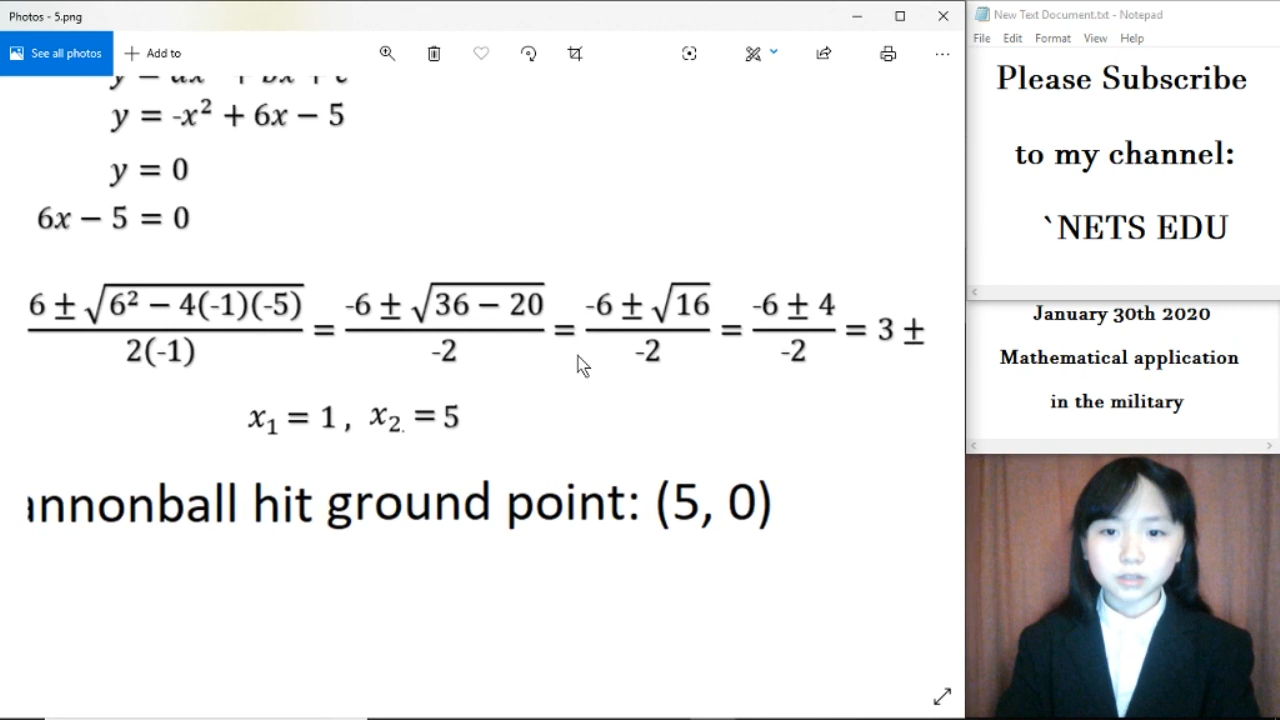 Photos - 5.png
See all photos
Add to
y = ax + bx + c
y = -x² + 6x − 5
y = 0
6x − 5 = 0
6 ± √(6² − 4(-1)(-5)) / 2(-1) = -6 ± √(36 − 20) / -2 = -6 ± √16 / -2 = -6 ± 4 / -2 = 3 ±
x₁ = 1, x₂. = 5
annonball hit ground point: (5, 0)
New Text Document.txt - Notepad
File Edit Format View Help
Please Subscribe
to my channel:
`NETS EDU
January 30th 2020
Mathematical application
in the military